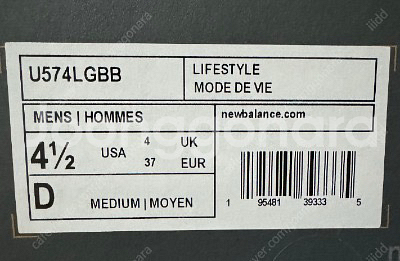 U574LGBB
LIFESTYLE
MODE DE VIE
MENS | HOMMES
newbalance.com
4½ USA 4 UK
37 EUR
D MEDIUM | MOYEN
1 95481 39333 5
joonggonara